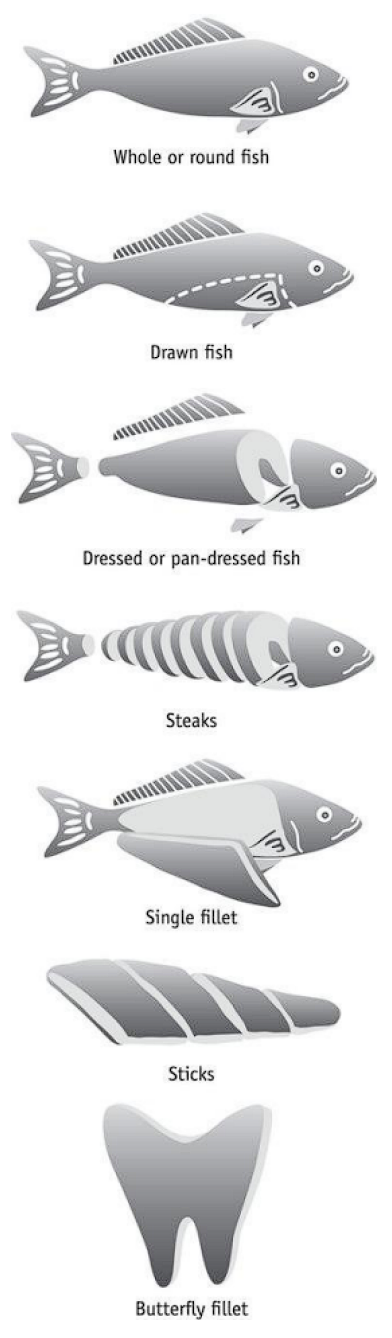 Whole or round fish
Drawn fish
Dressed or pan-dressed fish
Steaks
Single fillet
Sticks
Butterfly fillet